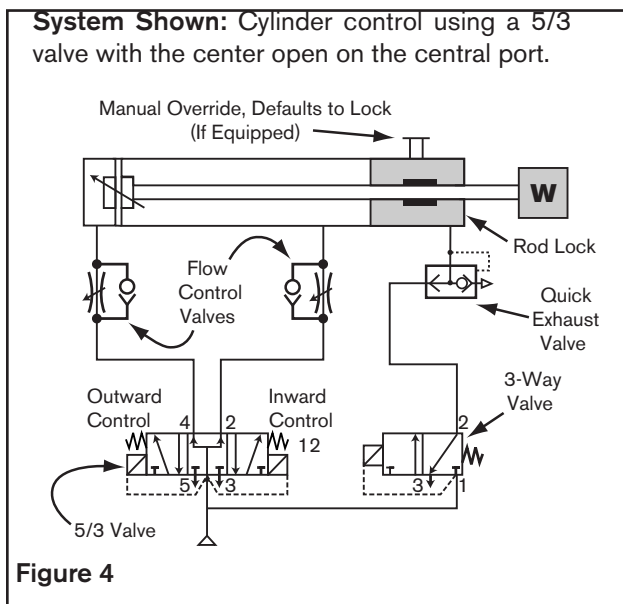 System Shown: Cylinder control using a 5/3
valve with the center open on the central port.
Manual Override, Defaults to Lock
(If Equipped)
W
Rod Lock
Flow
Control
Valves
Quick
Exhaust
Valve
3-Way
Valve
Outward
Control
4
2
Inward
Control
12
2
5
3
3
1
5/3 Valve
Figure 4